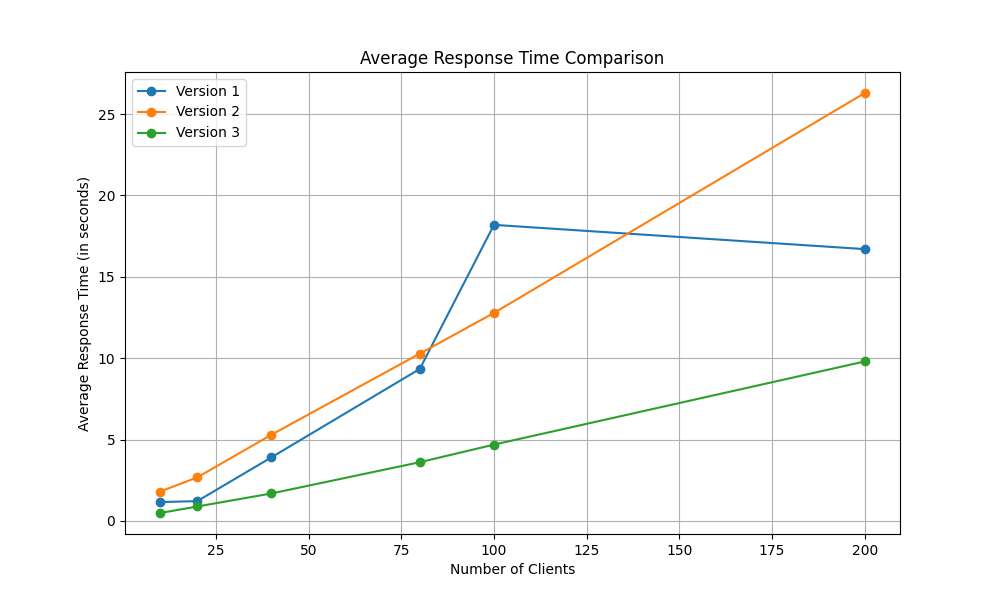 Average Response Time Comparison
Version 1
Version 2
Version 3
Average Response Time (in seconds)
25
20
15
10
5
0
25 50 75 100 125 150 175 200
Number of Clients